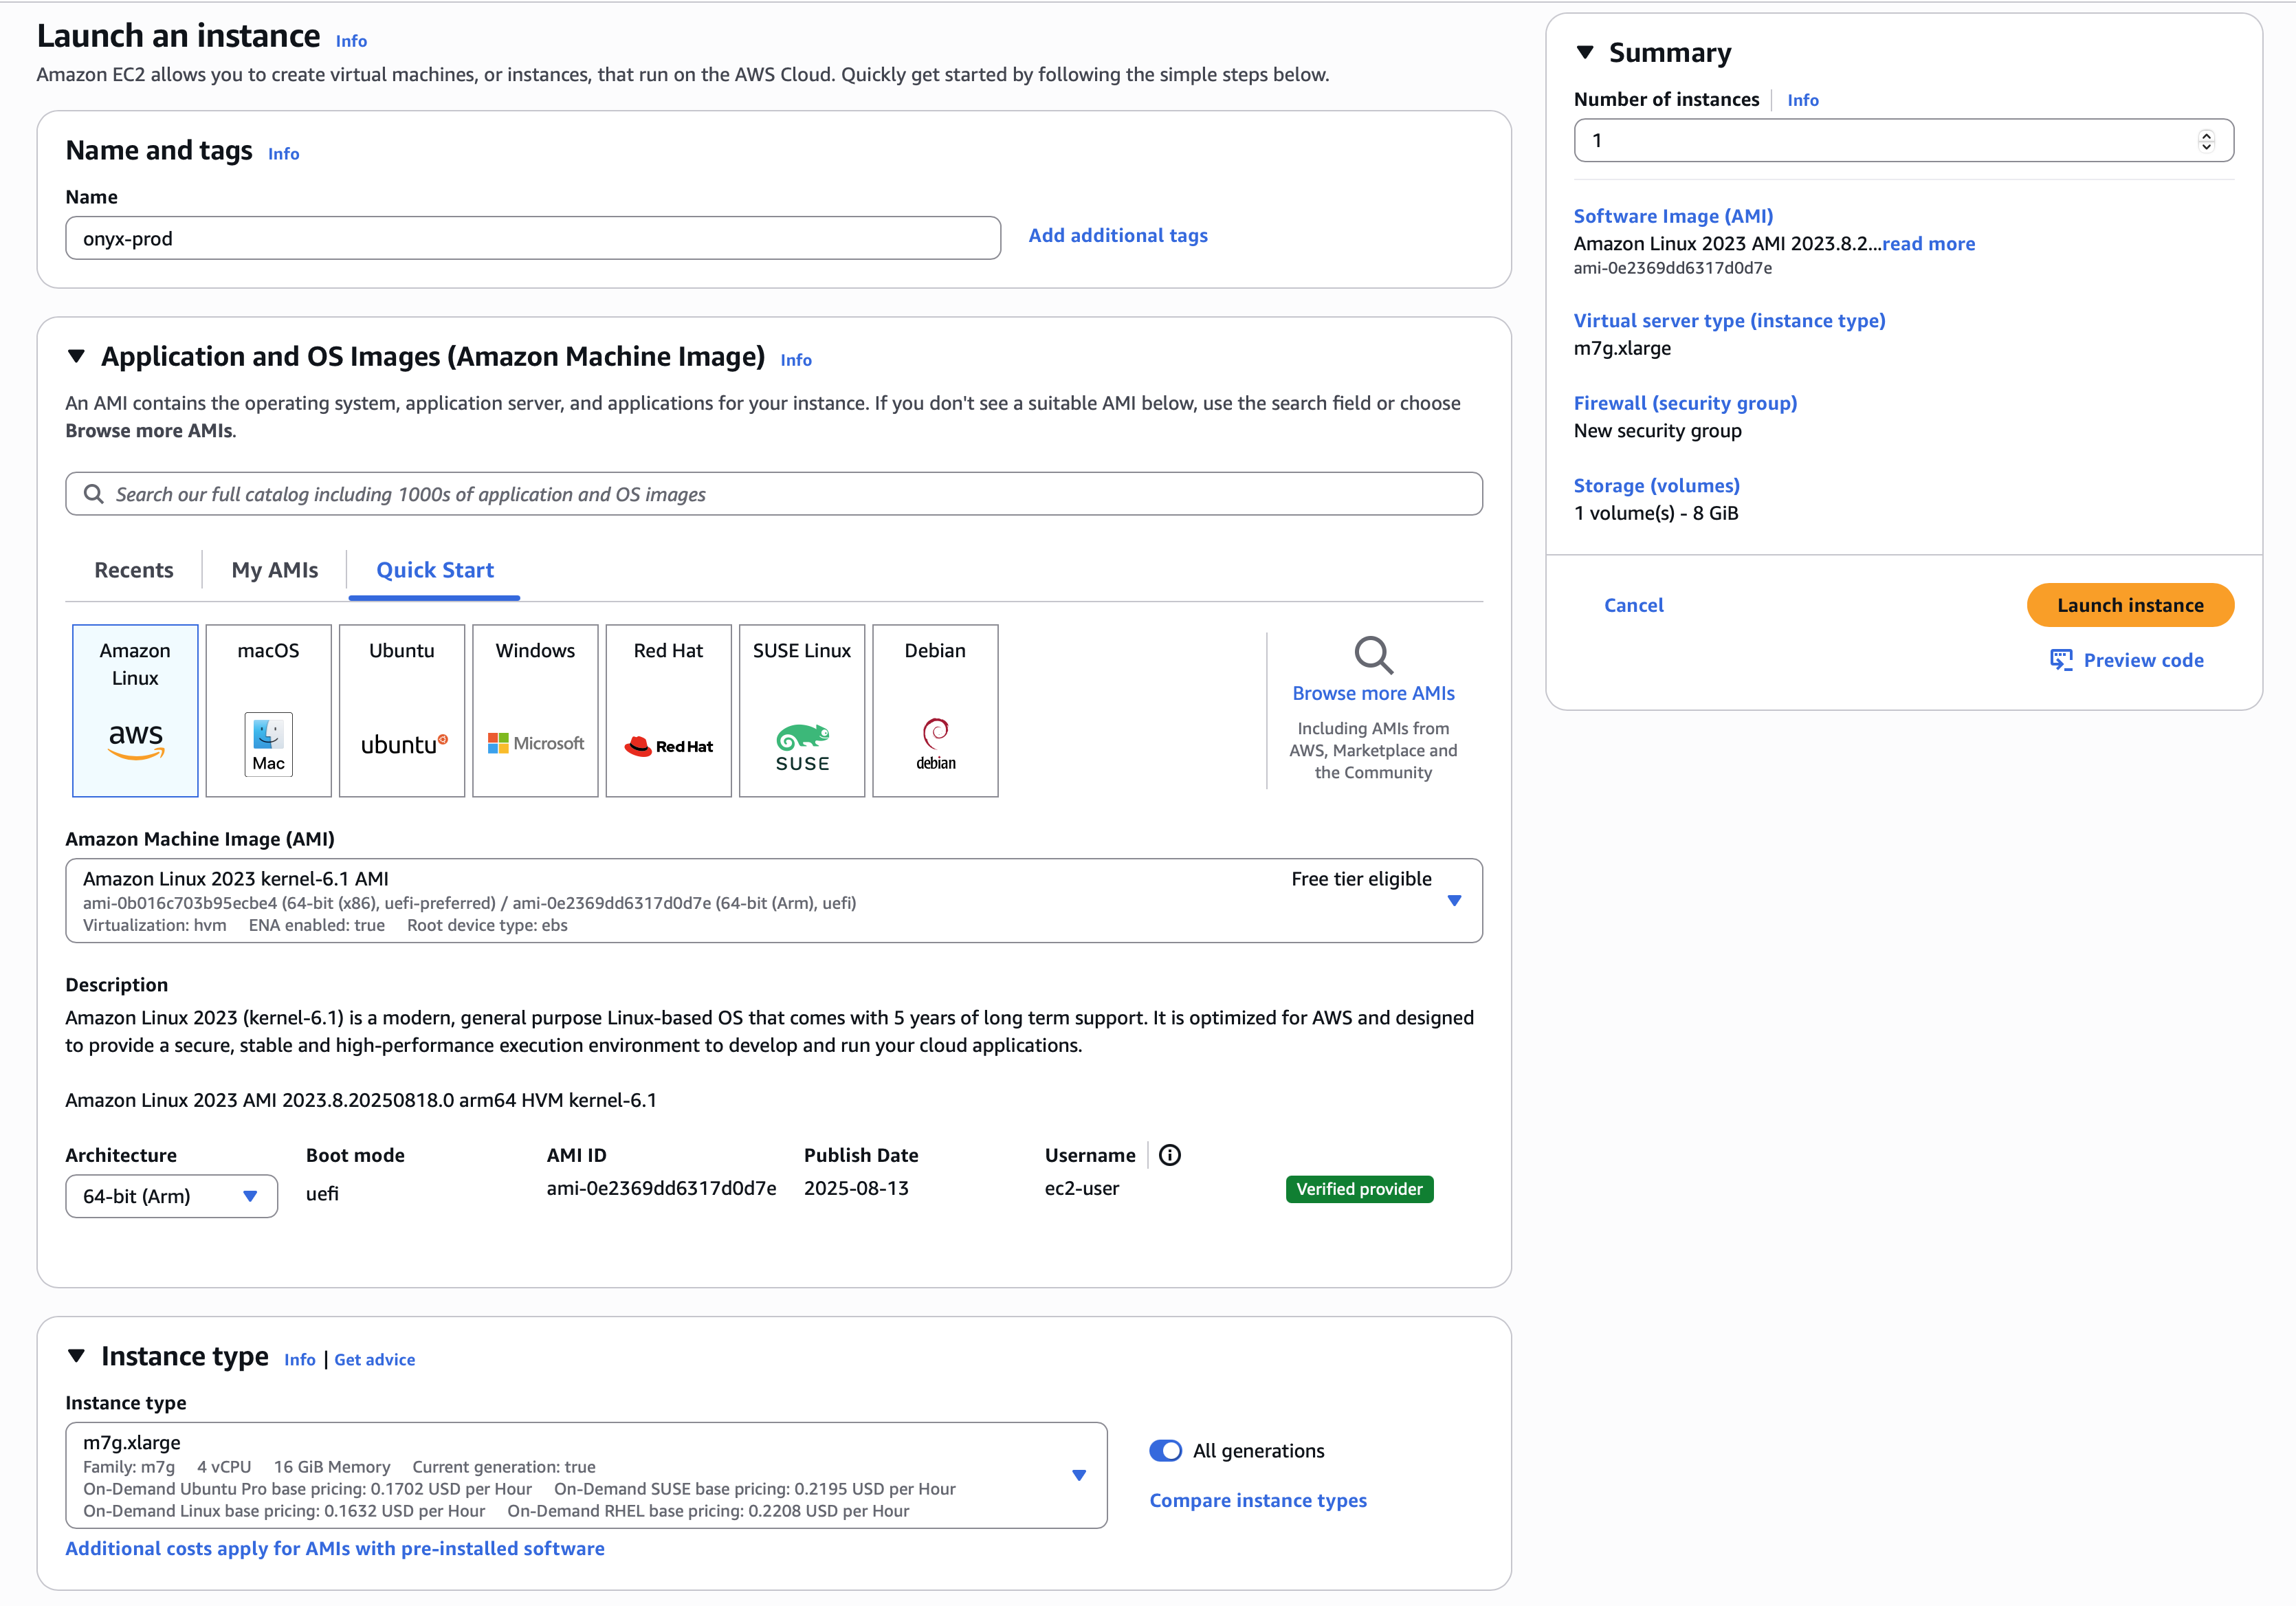 Launch an instance Info
Amazon EC2 allows you to create virtual machines, or instances, that run on the AWS Cloud. Quickly get started by following the simple steps below.
Name and tags Info
Name
onyx-prod
Add additional tags
Application and OS Images (Amazon Machine Image) Info
An AMI contains the operating system, application server, and applications for your instance. If you don't see a suitable AMI below, use the search field or choose
Browse more AMIs.
Search our full catalog including 1000s of application and OS images
Recents
My AMIs
Quick Start
Amazon
Linux
aws
macOS
Mac
Ubuntu
ubuntu
Windows
Microsoft
Red Hat
Red Hat
SUSE Linux
SUSE
Debian
debian
Browse more AMIs
Including AMIs from
AWS, Marketplace and
the Community
Amazon Machine Image (AMI)
Amazon Linux 2023 kernel-6.1 AMI
Free tier eligible
ami-0b016c703b95ecbe4 (64-bit (x86), uefi-preferred) / ami-0e2369dd6317d0d7e (64-bit (Arm), uefi)
Virtualization: hvm ENA enabled: true Root device type: ebs
Description
Amazon Linux 2023 (kernel-6.1) is a modern, general purpose Linux-based OS that comes with 5 years of long term support. It is optimized for AWS and designed
to provide a secure, stable and high-performance execution environment to develop and run your cloud applications.
Amazon Linux 2023 AMI 2023.8.20250818.0 arm64 HVM kernel-6.1
Architecture
64-bit (Arm)
Boot mode
uefi
AMI ID
ami-0e2369dd6317d0d7e
Publish Date
2025-08-13
Username
ec2-user
Verified provider
Instance type Info | Get advice
Instance type
m7g.xlarge
Family: m7g 4 vCPU 16 GiB Memory Current generation: true
On-Demand Ubuntu Pro base pricing: 0.1702 USD per Hour On-Demand SUSE base pricing: 0.2195 USD per Hour
On-Demand Linux base pricing: 0.1632 USD per Hour On-Demand RHEL base pricing: 0.2208 USD per Hour
All generations
Compare instance types
Additional costs apply for AMIs with pre-installed software
Summary
Number of instances Info
1
Software Image (AMI)
Amazon Linux 2023 AMI 2023.8.2...read more
ami-0e2369dd6317d0d7e
Virtual server type (instance type)
m7g.xlarge
Firewall (security group)
New security group
Storage (volumes)
1 volume(s) - 8 GiB
Cancel
Launch instance
Preview code